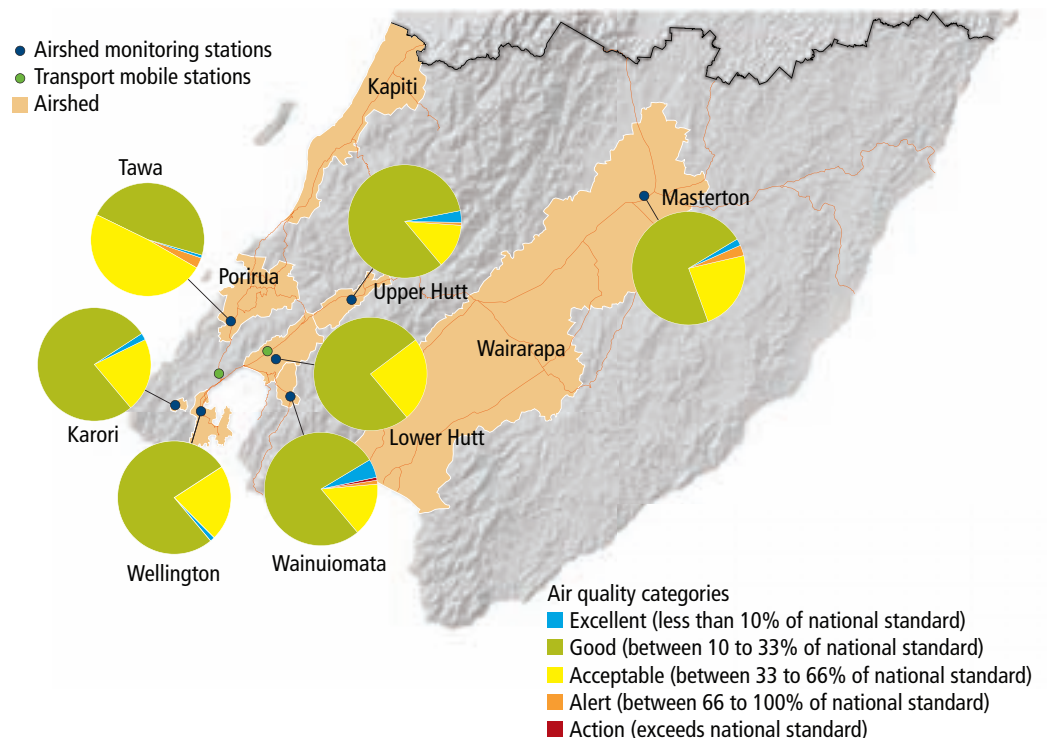 Airshed monitoring stations
Transport mobile stations
Airshed
Kapiti
Tawa
Masterton
Porirua
Upper Hutt
Wairarapa
Karori
Lower Hutt
Wellington
Wainuiomata
Air quality categories
Excellent (less than 10% of national standard)
Good (between 10 to 33% of national standard)
Acceptable (between 33 to 66% of national standard)
Alert (between 66 to 100% of national standard)
Action (exceeds national standard)